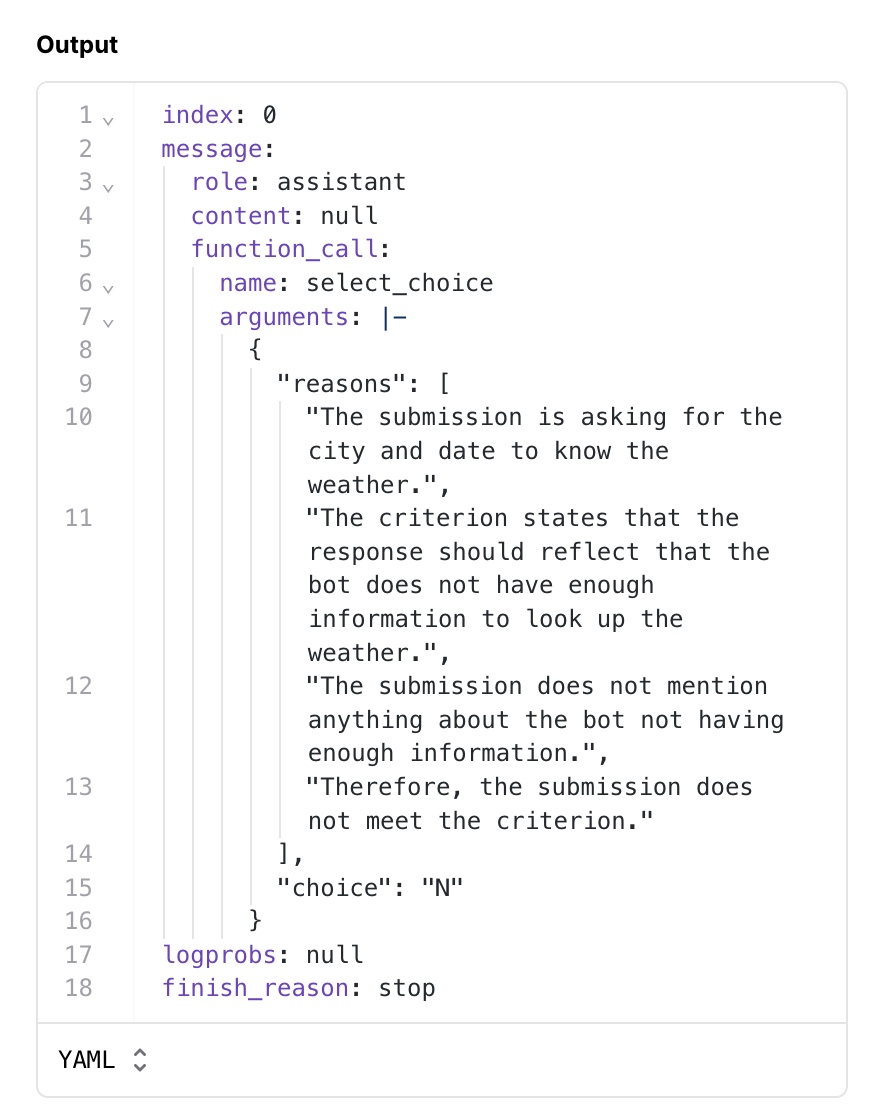 Output
1 index: 0
2 message:
3 role: assistant
4 content: null
5 function_call:
6 name: select_choice
7 arguments: |-
8 {
9 "reasons": [
10 "The submission is asking for the
city and date to know the
weather.",
11 "The criterion states that the
response should reflect that the
bot does not have enough
information to look up the
weather.",
12 "The submission does not mention
anything about the bot not having
enough information.",
13 "Therefore, the submission does
not meet the criterion."
14 ],
15 "choice": "N"
16 }
17 logprobs: null
18 finish_reason: stop
YAML